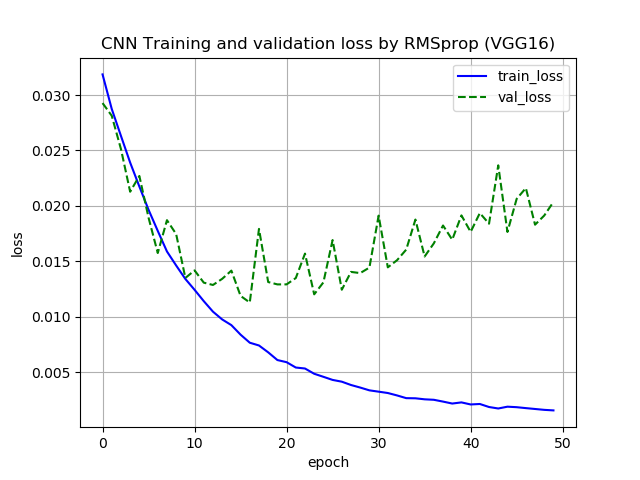 CNN Training and validation loss by RMSprop (VGG16)
train_loss
val_loss
0.030
0.025
0.020
0.015
0.010
0.005
loss
0 10 20 30 40 50
epoch